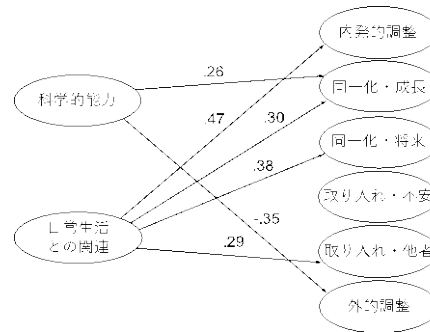 内発的調整
.26
同一化・成長
科学的能力
.47
.30
同一化・将来
.38
取り入れ・不安
日常生活
との関連
-.35
.29
取り入れ・他者
外的調整